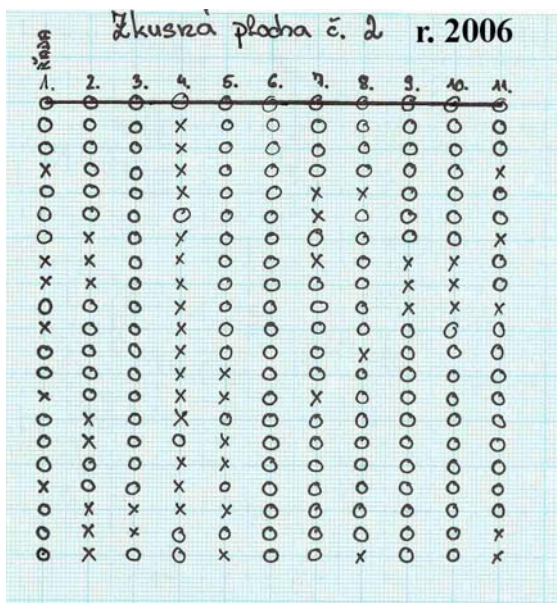 Zkusná plocha č. 2 r. 2006
ŘADA
1. 2. 3. 4. 5. 6. 7. 8. 9. 10. 11.
O O O O O O O O O O O
O O O X O O O O O O O
O O O X O O O O O O O
X O O X O O O O O O X
O O O X O O X X O O O
O O O O O O X O O O O
O X O X O O O O O O X
X X O X O O X O X X O
X X O X O O O O X X O
O O O X O O O O X X X
X O O X O O O O O O O
O O O X O O O X O O O
O O O X X O O O O O O
X O O X X O X O O O O
O X O X O O O O O O O
O X O O X O O O O O O
O O O X X O O O O O O
X O O X O O O O O O O
O X X X X O O O O O O
O X X O O O O O O O X
O X O O X O O X O O X